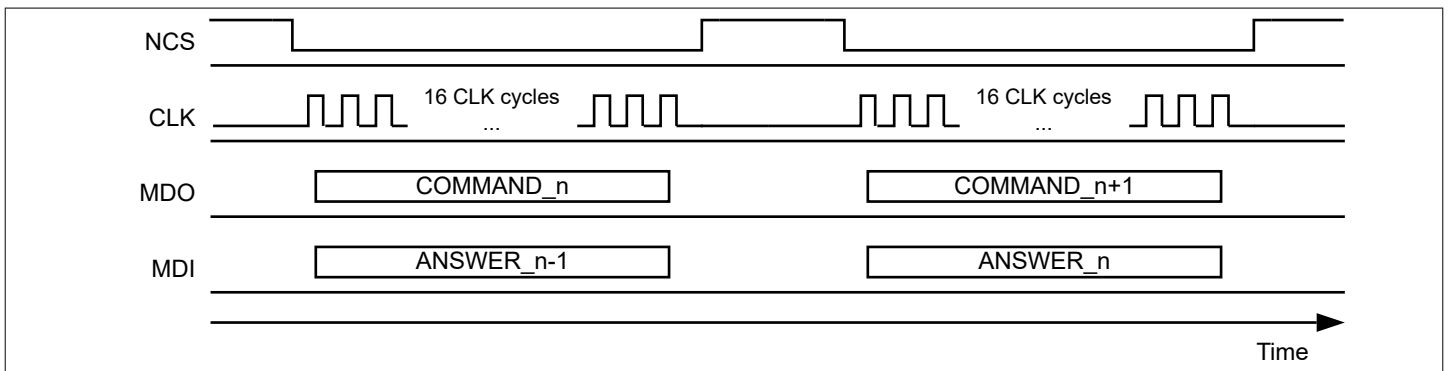 NCS
CLK
16 CLK cycles
...
16 CLK cycles
...
MDO
COMMAND_n
COMMAND_n+1
MDI
ANSWER_n-1
ANSWER_n
Time